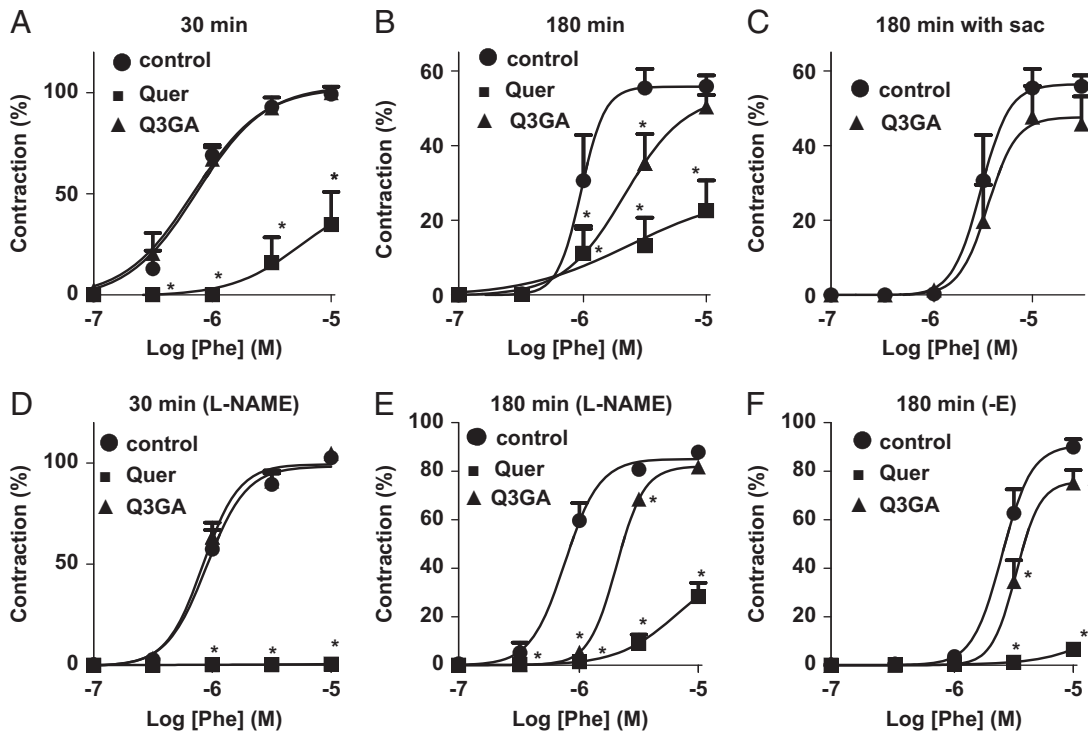 A
30 min
control
Quer
Q3GA
100
50
0
Contraction (%)
*
*
*
*
-7
-6
-5
Log [Phe] (M)
B
180 min
control
Quer
Q3GA
60
40
20
0
Contraction (%)
*
*
*
*
*
-7
-6
-5
Log [Phe] (M)
C
180 min with sac
control
Q3GA
60
40
20
0
Contraction (%)
-7
-6
-5
Log [Phe] (M)
D
30 min (L-NAME)
control
Quer
Q3GA
100
50
0
Contraction (%)
*
*
*
-7
-6
-5
Log [Phe] (M)
E
180 min (L-NAME)
control
Quer
Q3GA
100
80
60
40
20
0
Contraction (%)
*
*
*
*
*
*
-7
-6
-5
Log [Phe] (M)
F
180 min (-E)
control
Quer
Q3GA
100
80
60
40
20
0
Contraction (%)
*
*
*
-7
-6
-5
Log [Phe] (M)